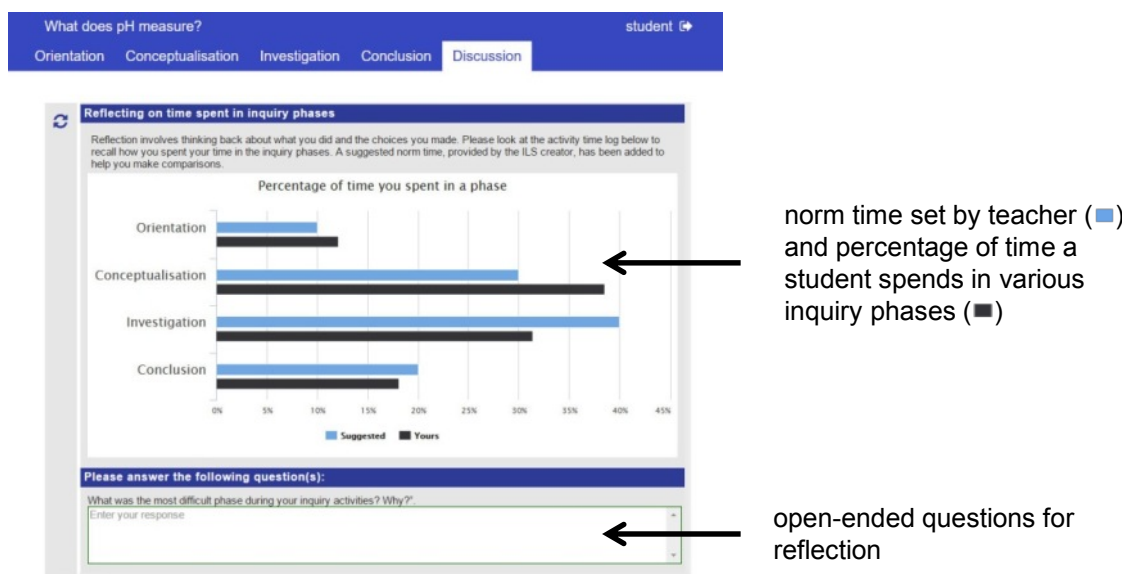 What does pH measure?
student
Orientation Conceptualisation Investigation Conclusion Discussion
Reflecting on time spent in inquiry phases
Reflection involves thinking back about what you did and the choices you made. Please look at the activity time log below to
recall how you spent your time in the inquiry phases. A suggested norm time, provided by the ILS creator, has been added to
help you make comparisons.
Percentage of time you spent in a phase
Orientation
Conceptualisation
Investigation
Conclusion
0% 5% 10% 15% 20% 25% 30% 35% 40% 45%
Suggested Yours
norm time set by teacher ( )
and percentage of time a
student spends in various
inquiry phases ( )
Please answer the following question(s):
What was the most difficult phase during your inquiry activities? Why?".
Enter your response
open-ended questions for
reflection